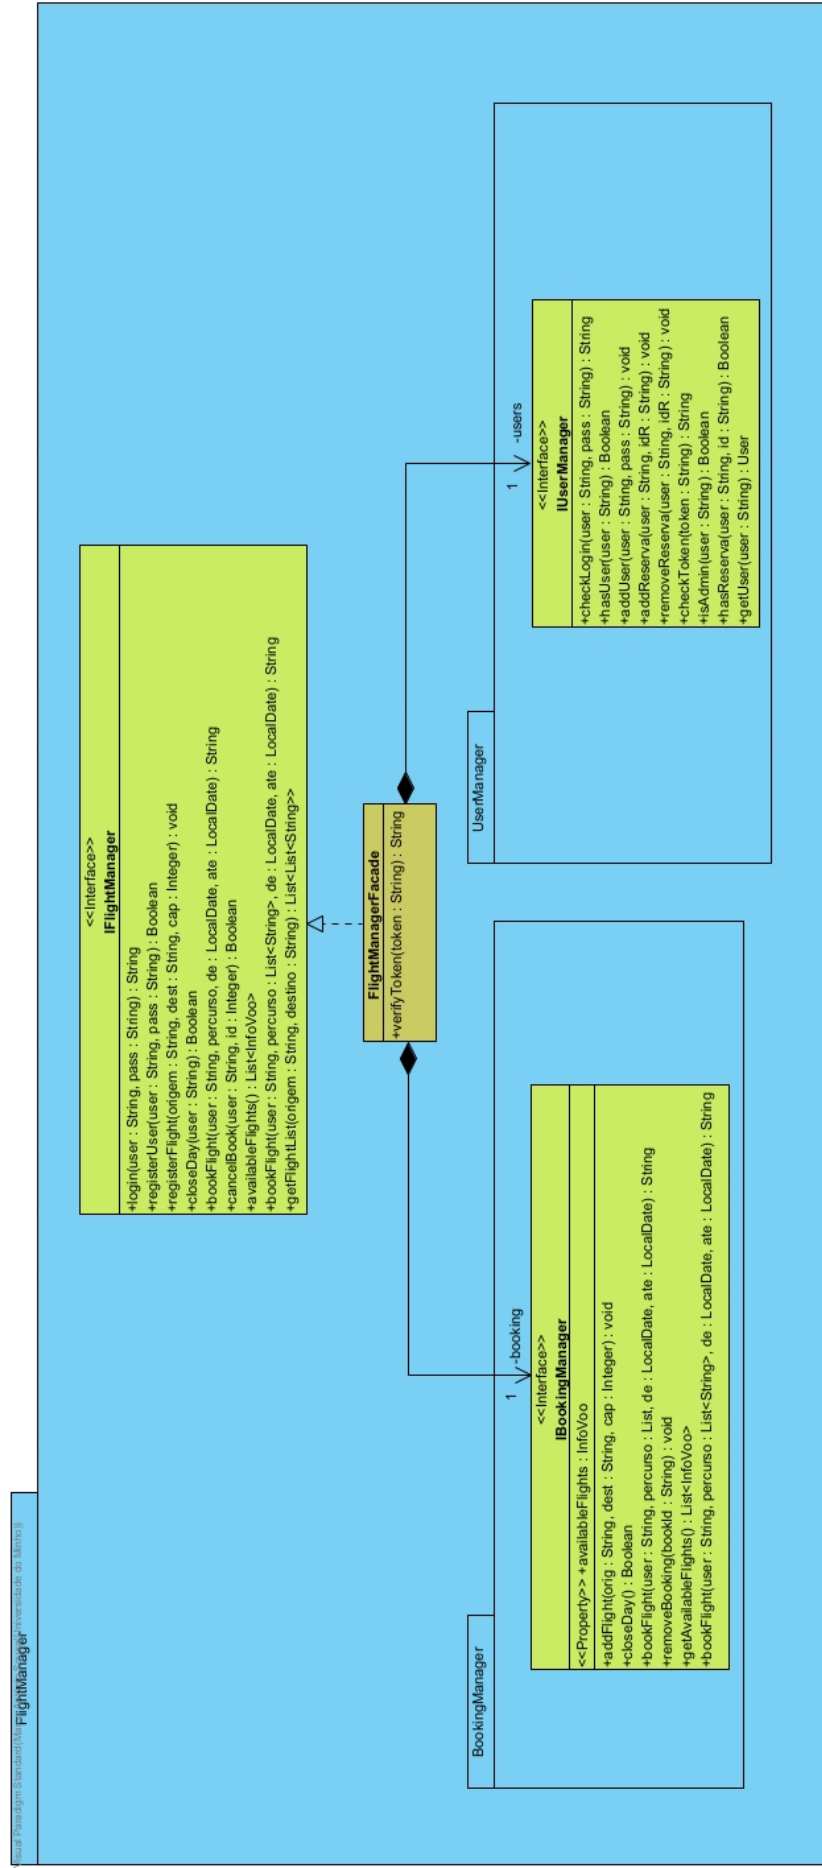 Visual Paradigm Standard
Universidade do Minho))
FlightManager
<<Interface>>
IFlightManager
+login(user : String, pass : String) : String
+registerUser(user : String, pass : String) : Boolean
+registerFlight(origem : String, dest : String, cap : Integer) : void
+closeDay(user : String) : Boolean
+bookFlight(user : String, percurso, de : LocalDate, ate : LocalDate) : String
+cancelBook(user : String, id : Integer) : Boolean
+availableFlights() : List<InfoVoo>
+bookFlight(user : String, percurso : List<String>, de : LocalDate, ate : LocalDate) : String
+getFlightList(origem : String, destino : String) : List<List<String>>
FlightManagerFacade
+verifyToken(token : String) : String
1
-booking
1
-users
BookingManager
<<Interface>>
IBookingManager
<<Property>> +availableFlights : InfoVoo
+addFlight(orig : String, dest : String, cap : Integer) : void
+closeDay() : Boolean
+bookFlight(user : String, percurso : List, de : LocalDate, ate : LocalDate) : String
+removeBooking(bookId : String) : void
+getAvailableFlights() : List<InfoVoo>
+bookFlight(user : String, percurso : List<String>, de : LocalDate, ate : LocalDate) : String
UserManager
<<Interface>>
IUserManager
+checkLogin(user : String, pass : String) : String
+hasUser(user : String) : Boolean
+addUser(user : String, pass : String) : void
+addReserva(user : String, idR : String) : void
+removeReserva(user : String, idR : String) : void
+checkToken(token : String) : String
+isAdmin(user : String) : Boolean
+hasReserva(user : String, id : String) : Boolean
+getUser(user : String) : User